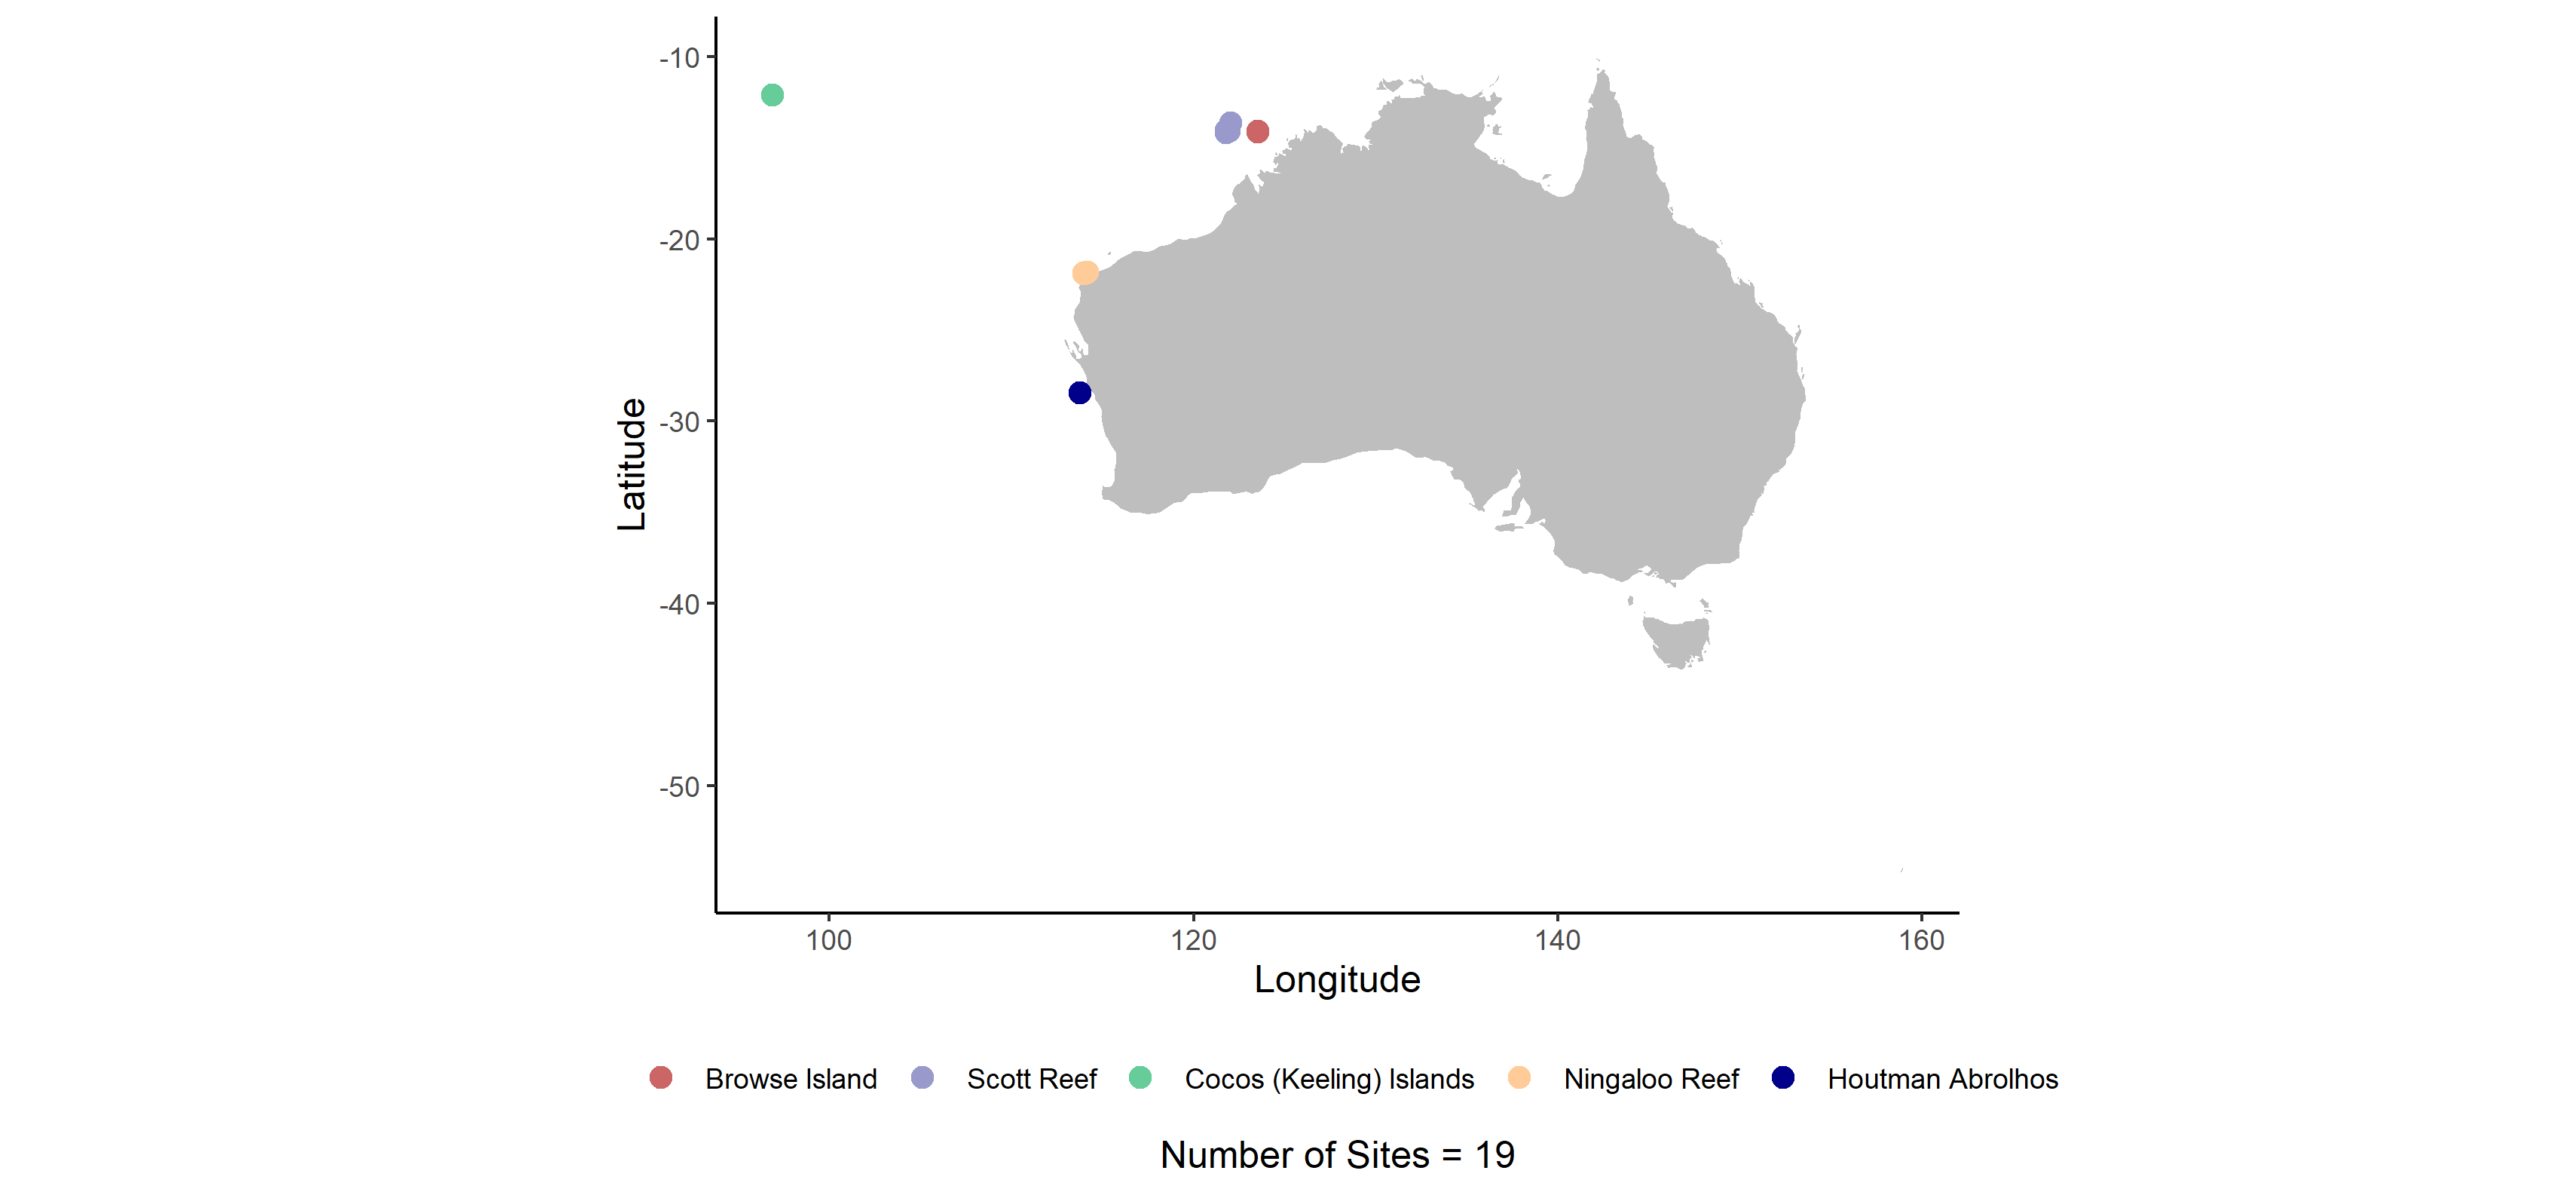 -10
-20
-30
-40
-50
Latitude
100 120 140 160
Longitude
Browse Island Scott Reef Cocos (Keeling) Islands Ningaloo Reef Houtman Abrolhos
Number of Sites = 19